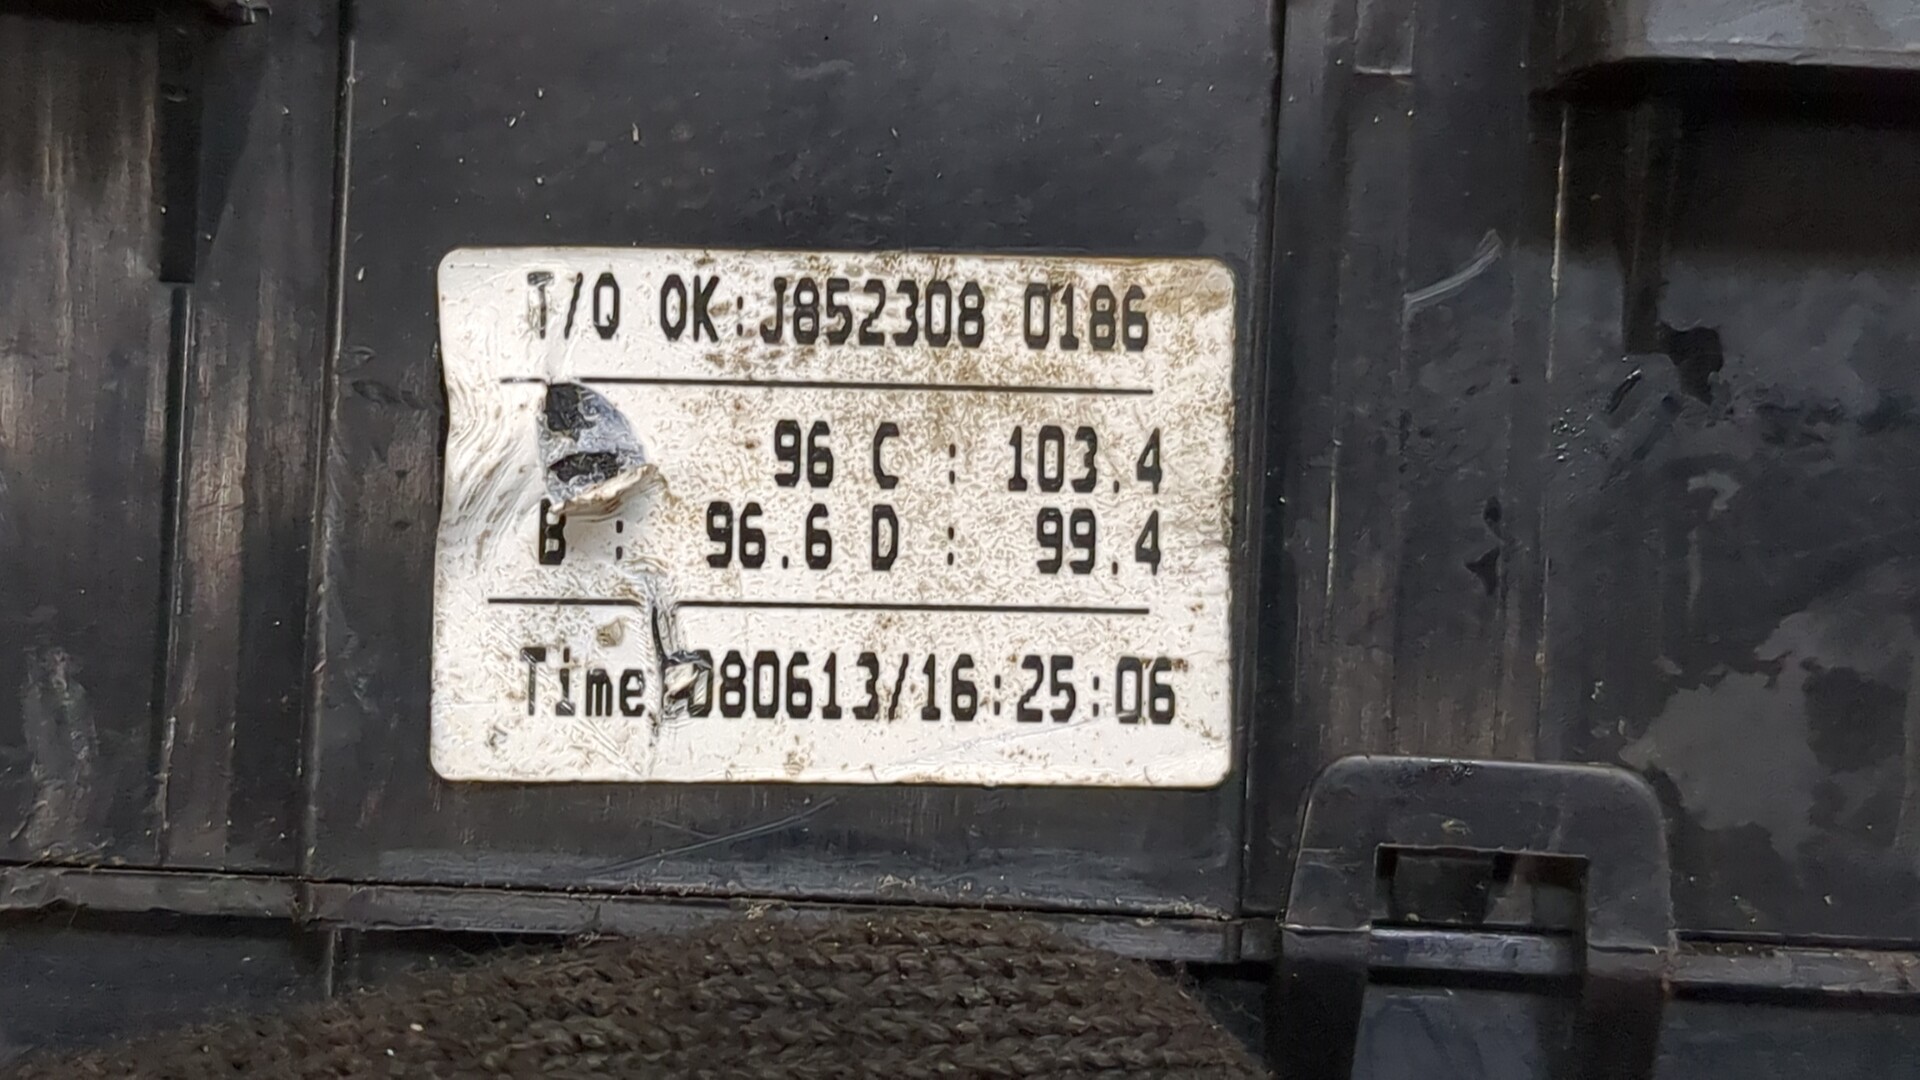 T/Q OK:J852308 0186
96 C : 103.4
B : 96.6 D : 99.4
Time 080613/16:25:06